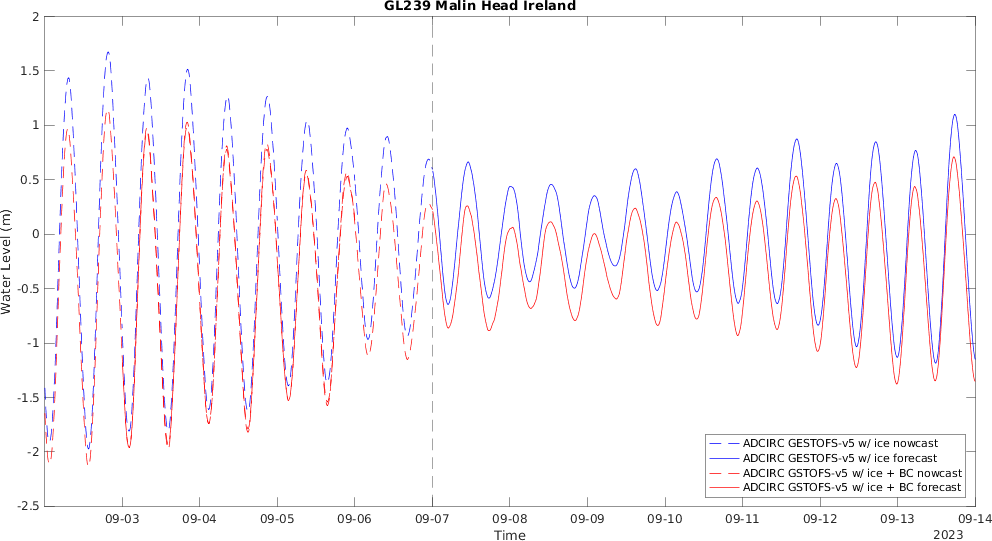 GL239 Malin Head Ireland
2
1.5
1
0.5
0
-0.5
-1
-1.5
-2
-2.5
Water Level (m)
ADCIRC GESTOFS-v5 w/ ice nowcast
ADCIRC GESTOFS-v5 w/ ice forecast
ADCIRC GSTOFS-v5 w/ ice + BC nowcast
ADCIRC GSTOFS-v5 w/ ice + BC forecast
09-03 09-04 09-05 09-06 09-07 09-08 09-09 09-10 09-11 09-12 09-13 09-14
Time
2023